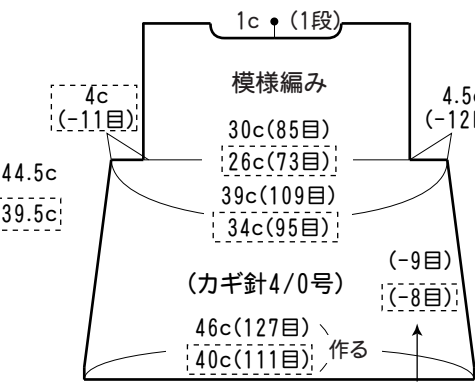 1c ● (1段)
模様編み
4c
(-11目)
4.5c
(-12目
30c(85目)
26c(73目)
44.5c
39.5c
39c(109目)
34c(95目)
(カギ針4/0号)
(-9目)
(-8目)
46c(127目)
40c(111目)
作る